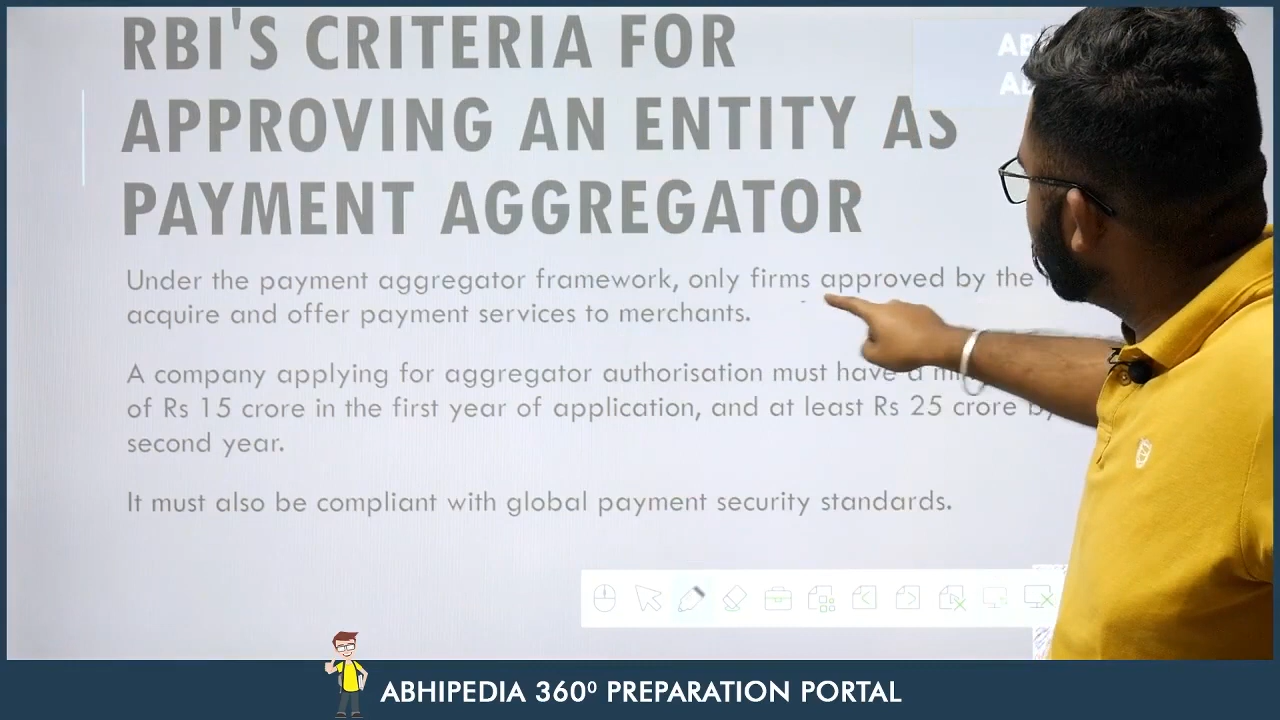 RBI'S CRITERIA FOR
APPROVING AN ENTITY AS
PAYMENT AGGREGATOR
Under the payment aggregator framework, only firms approved by the
acquire and offer payment services to merchants.
A company applying for aggregator authorisation must have a
of Rs 15 crore in the first year of application, and at least Rs 25 crore
second year.
It must also be compliant with global payment security standards.
ABHIPEDIA 360⁰ PREPARATION PORTAL